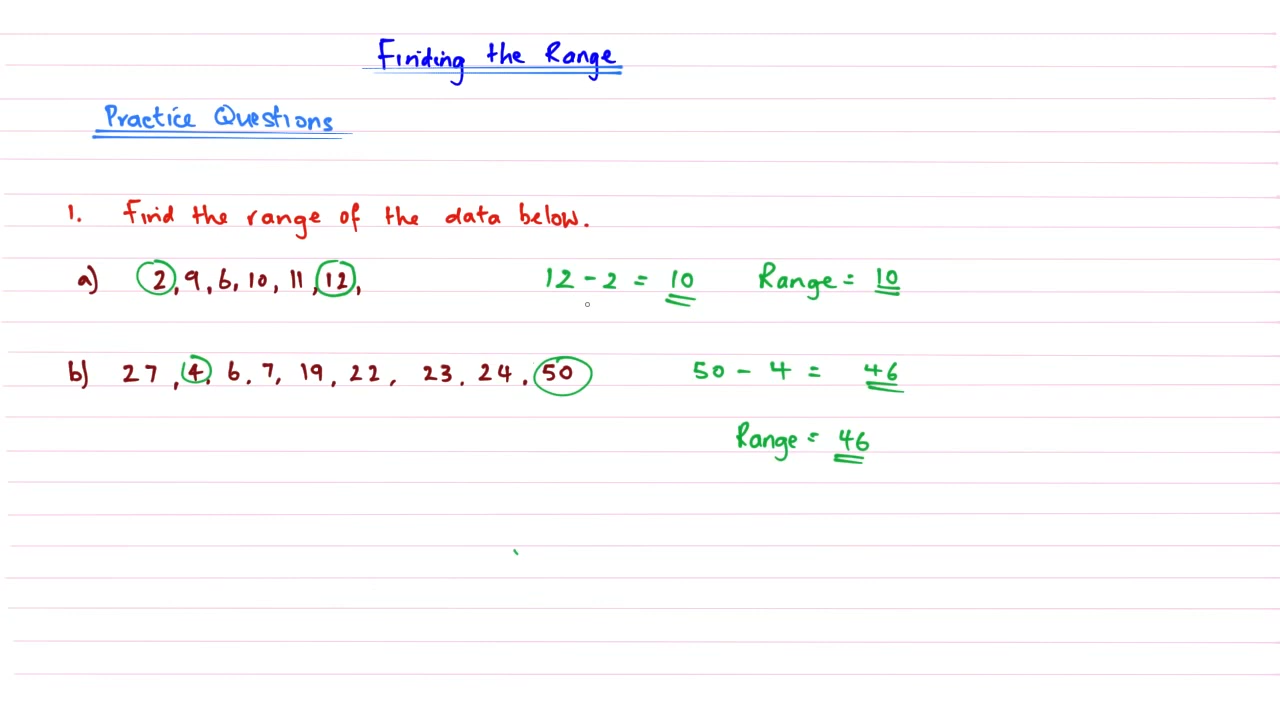 Finding the Range
Practice Questions
1. Find the range of the data below.
a) 2, 9, 6, 10, 11, 12, 12 - 2 = 10 Range = 10
b) 27, 4, 6, 7, 19, 22, 23, 24, 50 50 - 4 = 46
Range = 46